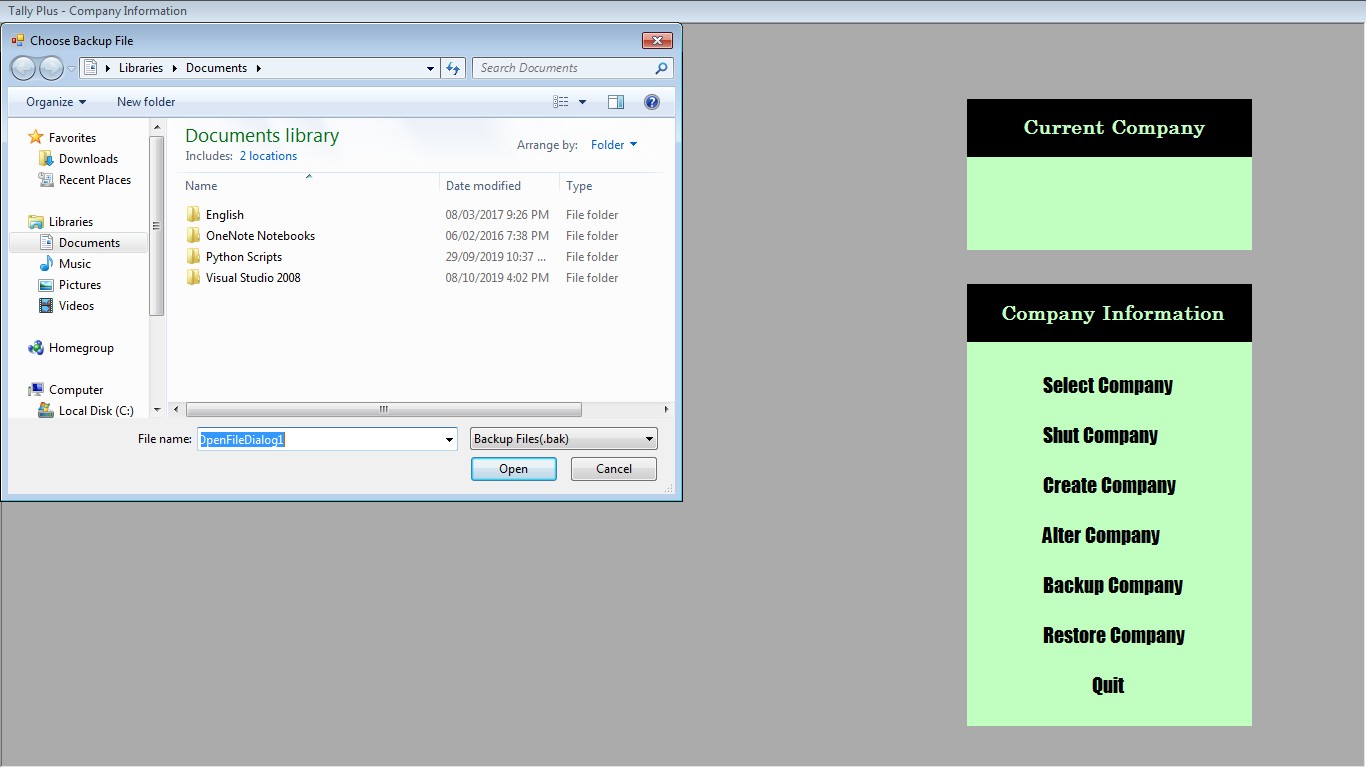 Tally Plus - Company Information
Choose Backup File
Libraries Documents
Search Documents
Organize New folder
Favorites
Downloads
Recent Places
Libraries
Documents
Music
Pictures
Videos
Homegroup
Computer
Local Disk (C:)
Documents library
Includes: 2 locations
Arrange by: Folder
Name Date modified Type
English 08/03/2017 9:26 PM File folder
OneNote Notebooks 06/02/2016 7:38 PM File folder
Python Scripts 29/09/2019 10:37 ... File folder
Visual Studio 2008 08/10/2019 4:02 PM File folder
File name: OpenFileDialog1 Backup Files(.bak)
Open Cancel
Current Company
Company Information
Select Company
Shut Company
Create Company
Alter Company
Backup Company
Restore Company
Quit